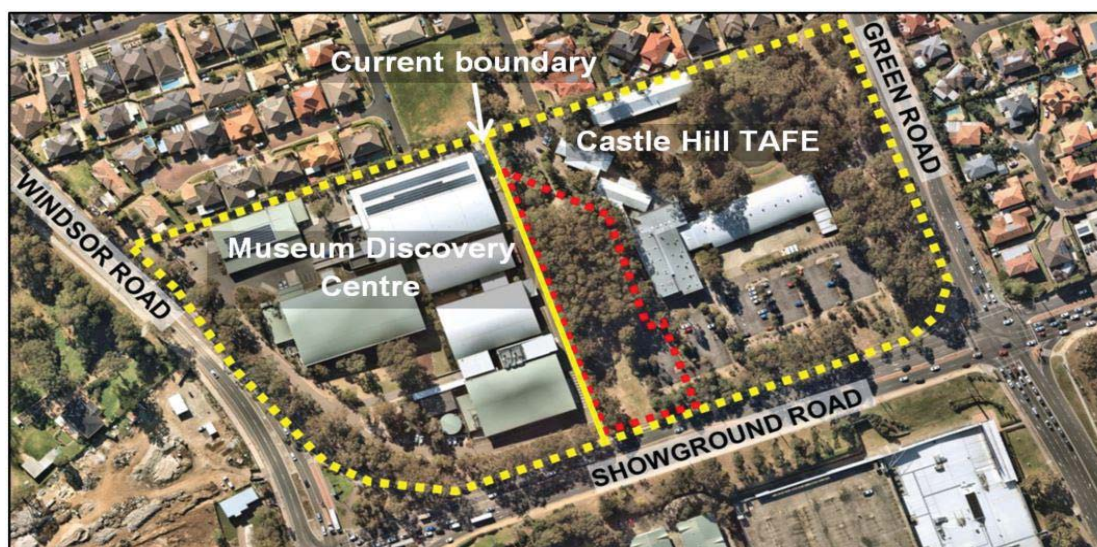 Current boundary
GREEN ROAD
Castle Hill TAFE
WINDSOR ROAD
Museum Discovery
Centre
SHOWGROUND ROAD